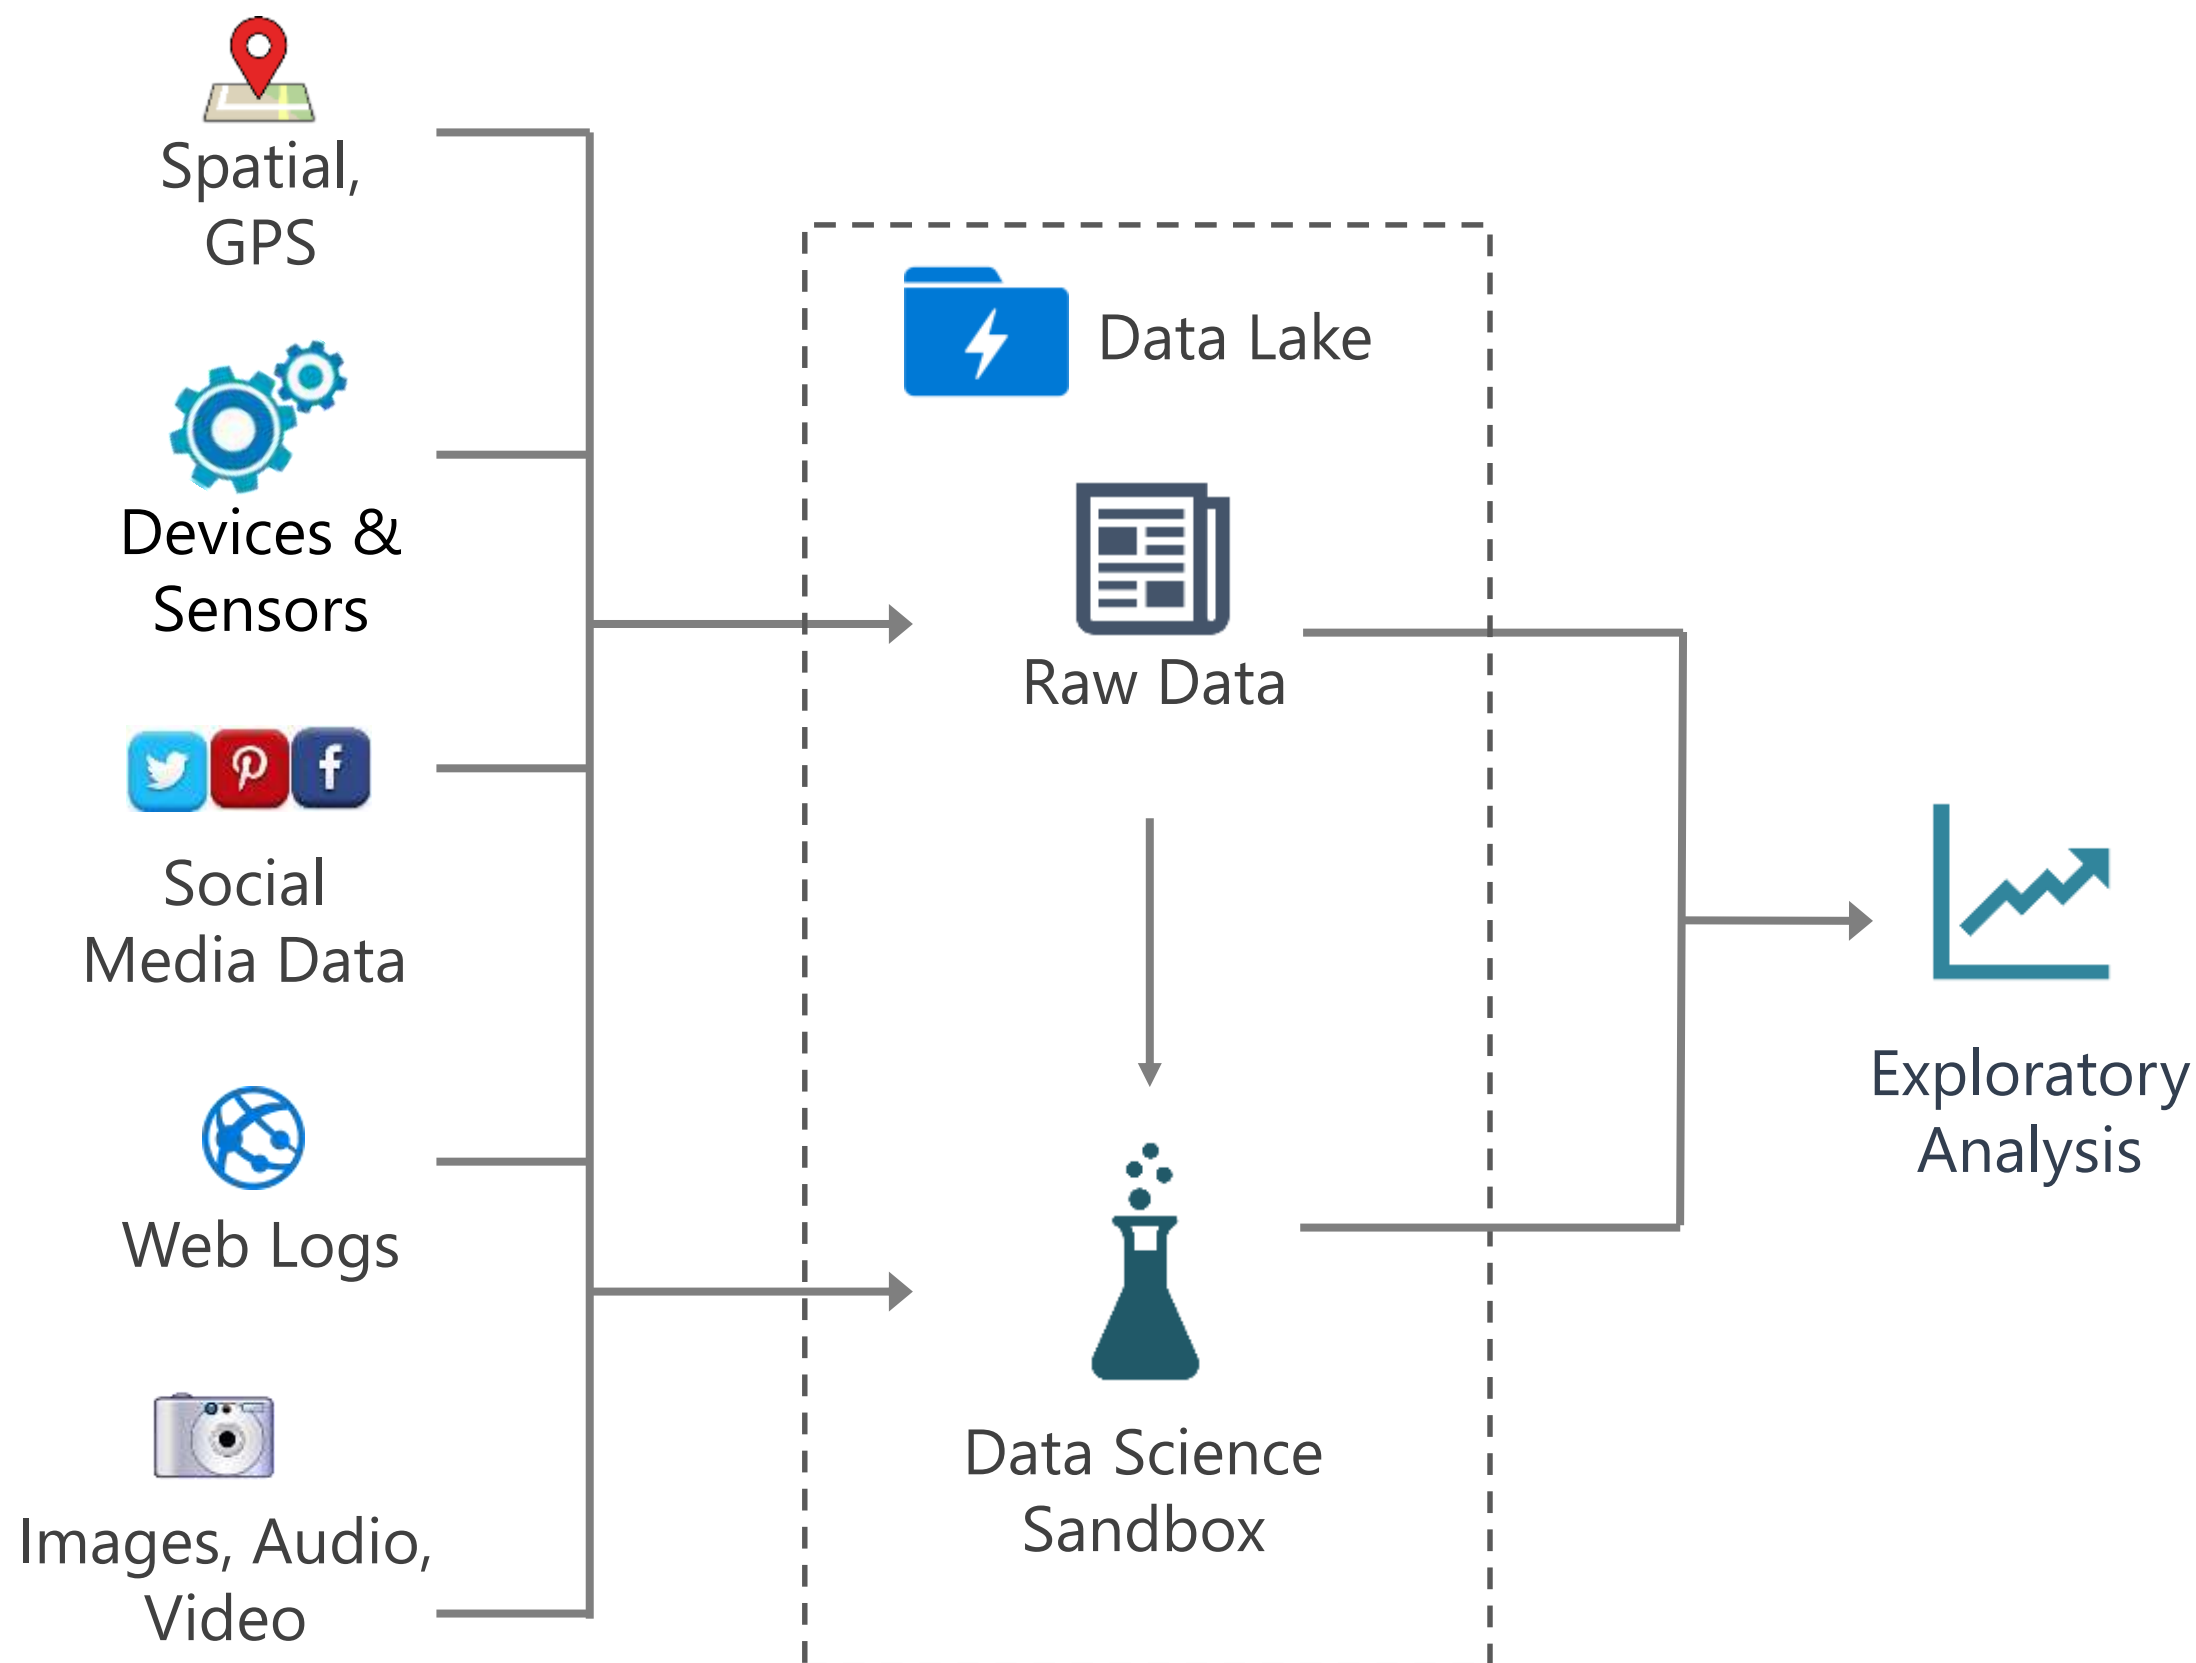 Spatial,
GPS
Devices &
Sensors
Social
Media Data
Web Logs
Images, Audio,
Video
Data Lake
Raw Data
Data Science
Sandbox
Exploratory
Analysis